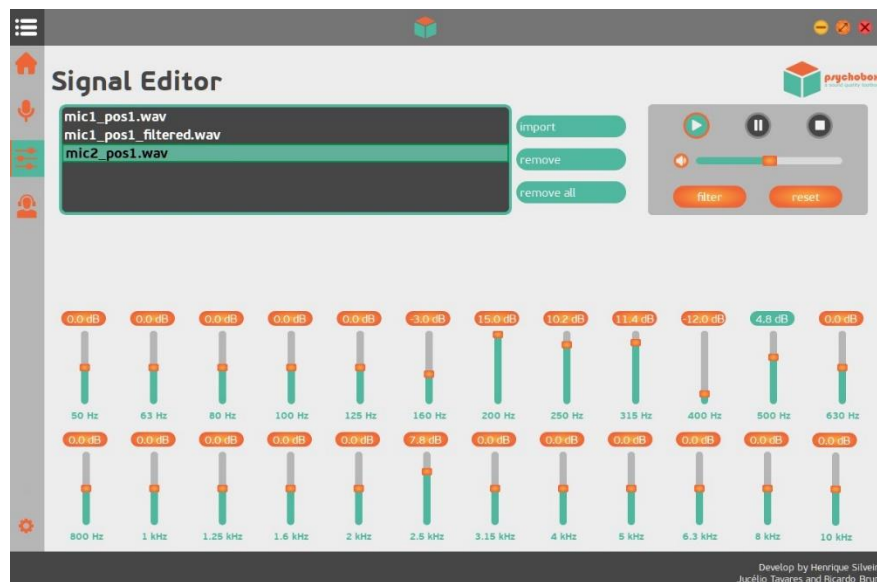 Signal Editor
psychobox
mic1_pos1.wav
mic1_pos1_filtered.wav
mic2_pos1.wav
import
remove
remove all
filter reset
0.0 dB 0.0 dB 0.0 dB 0.0 dB 0.0 dB -3.0 dB 15.0 dB 10.2 dB 11.4 dB -12.0 dB 4.8 dB 0.0 dB
50 Hz 63 Hz 80 Hz 100 Hz 125 Hz 160 Hz 200 Hz 250 Hz 315 Hz 400 Hz 500 Hz 630 Hz
0.0 dB 0.0 dB 0.0 dB 0.0 dB 0.0 dB 7.8 dB 0.0 dB 0.0 dB 0.0 dB 0.0 dB 0.0 dB 0.0 dB
800 Hz 1 kHz 1.25 kHz 1.6 kHz 2 kHz 2.5 kHz 3.15 kHz 4 kHz 5 kHz 6.3 kHz 8 kHz 10 kHz
Develop by Henrique Silvei
Jucélio Tavares and Ricardo Bru